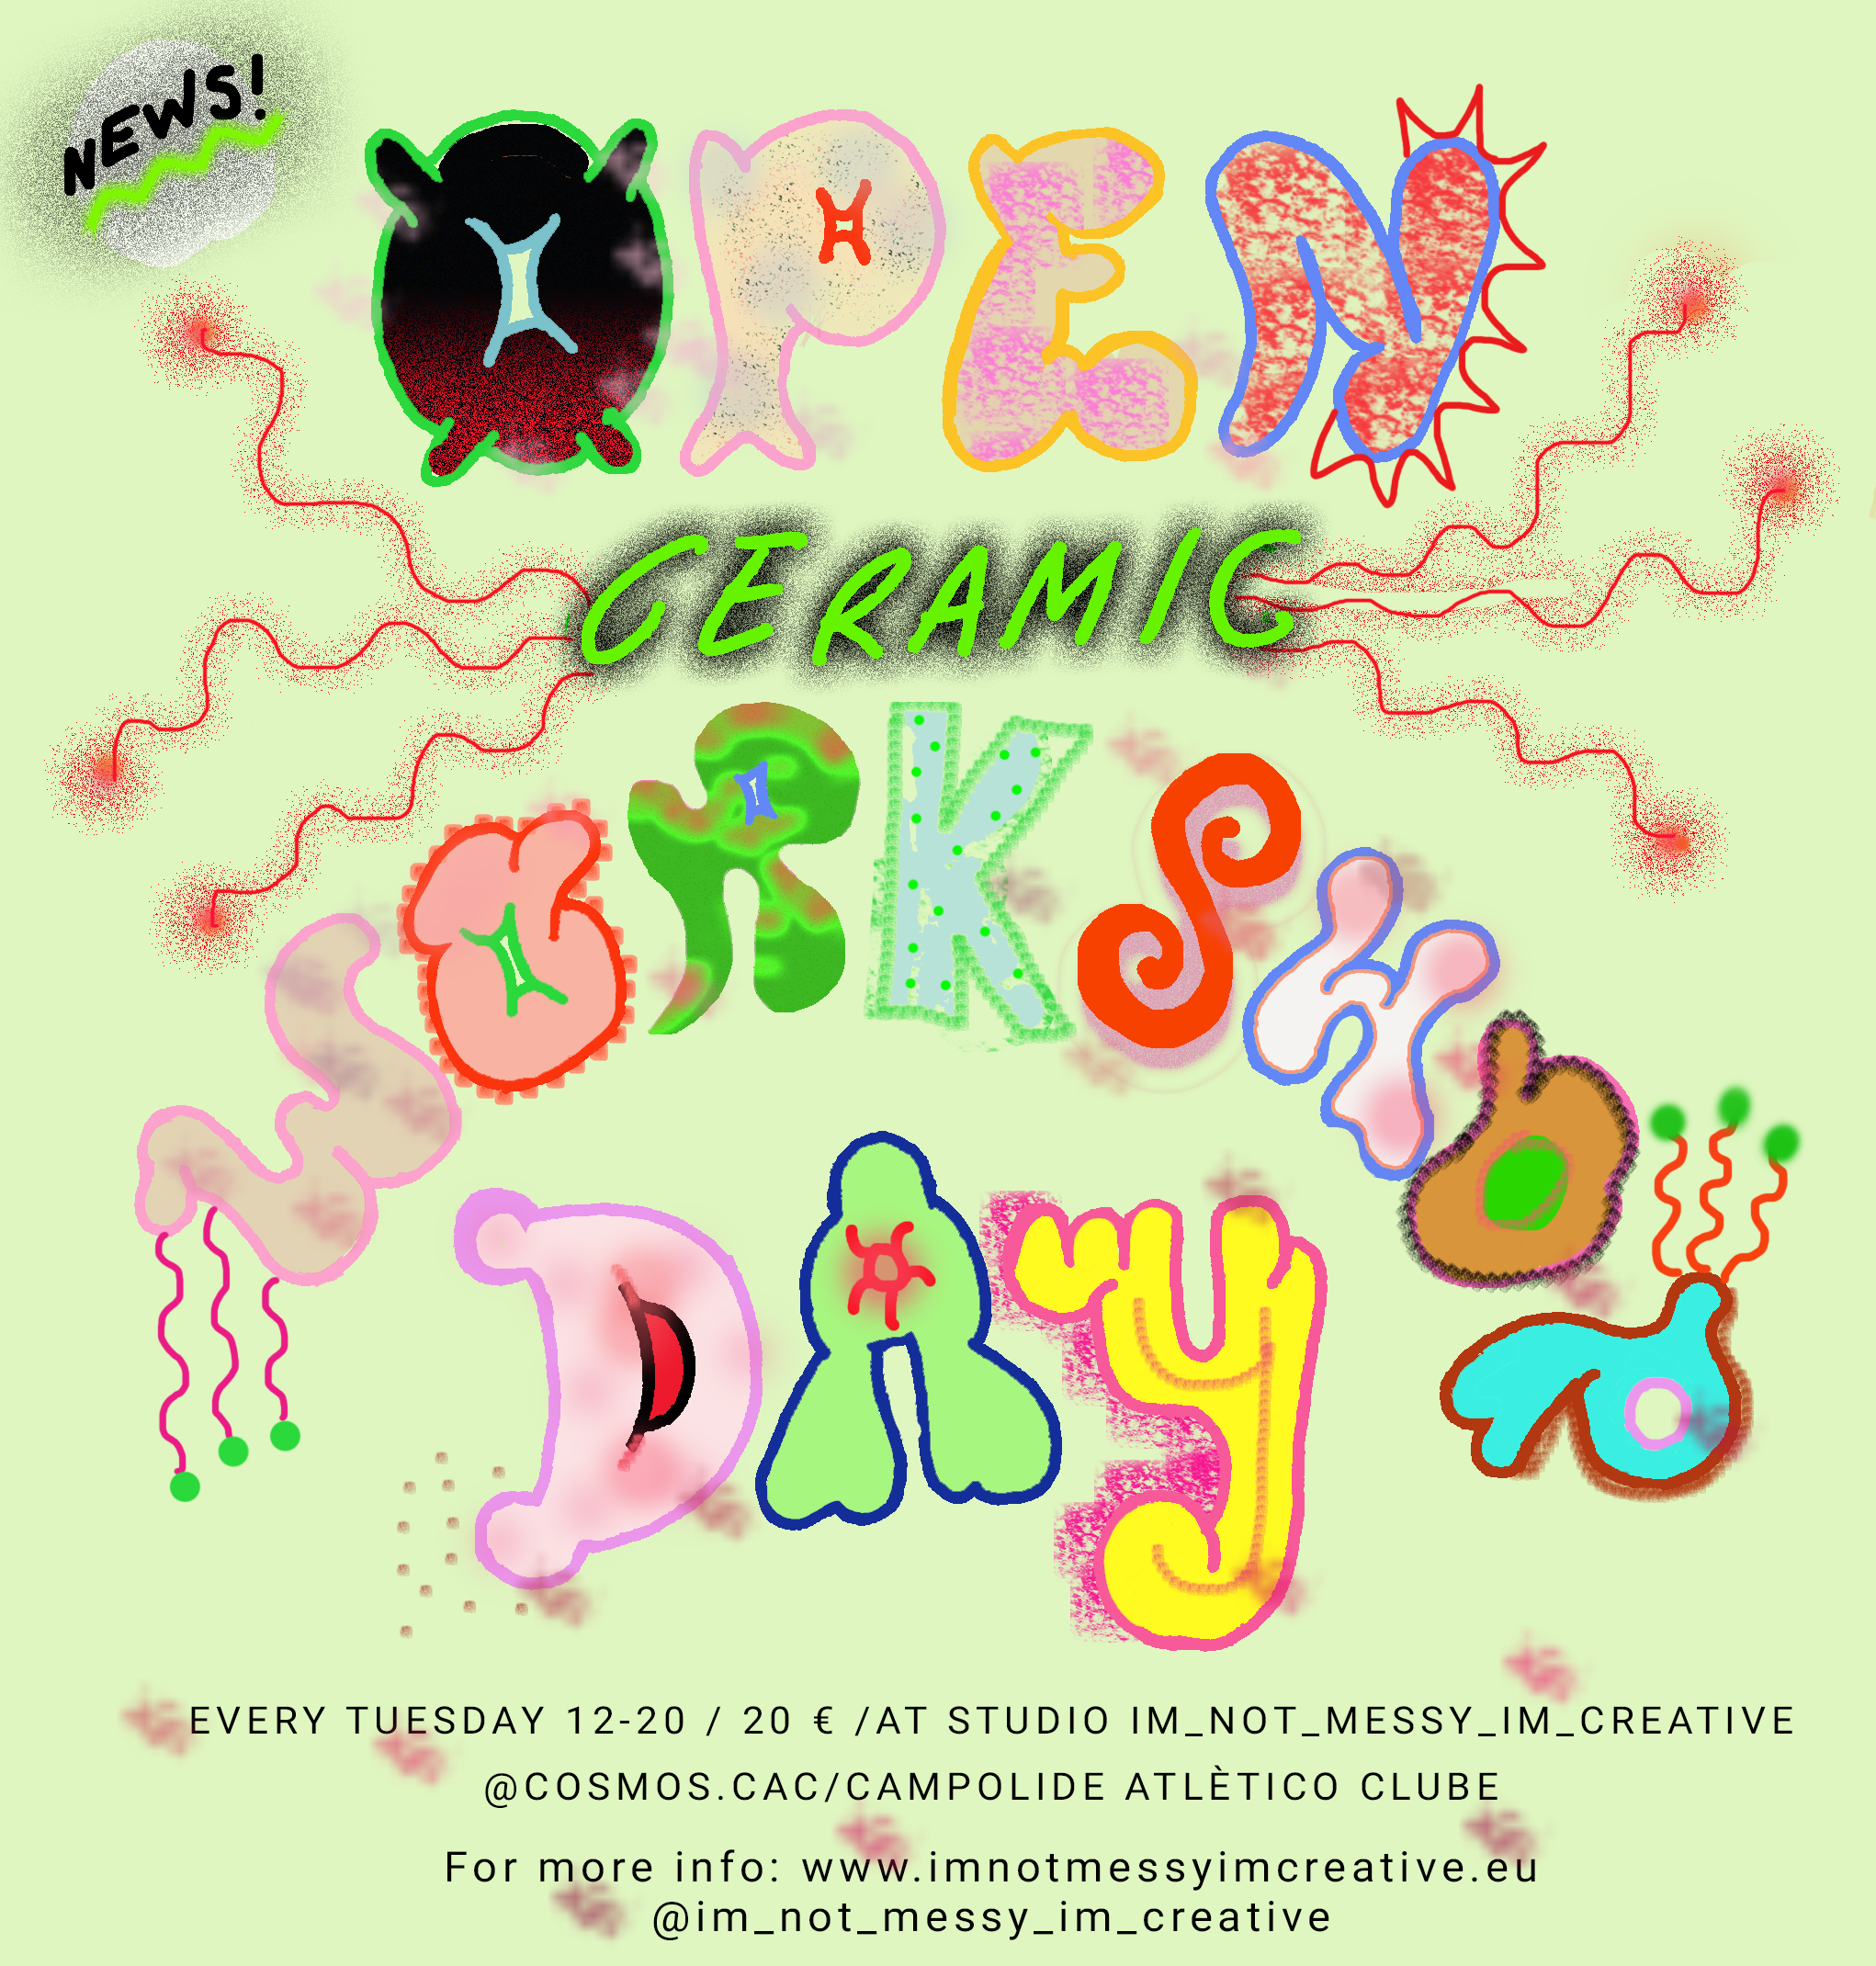 NEWS!
OPEN
CERAMIC
WORKSHOP
DAY
EVERY TUESDAY 12-20 / 20 € /AT STUDIO IM_NOT_MESSY_IM_CREATIVE
@COSMOS.CAC/CAMPOLIDE ATLÈTICO CLUBE
For more info: www.imnotmessyimcreative.eu
@im_not_messy_im_creative